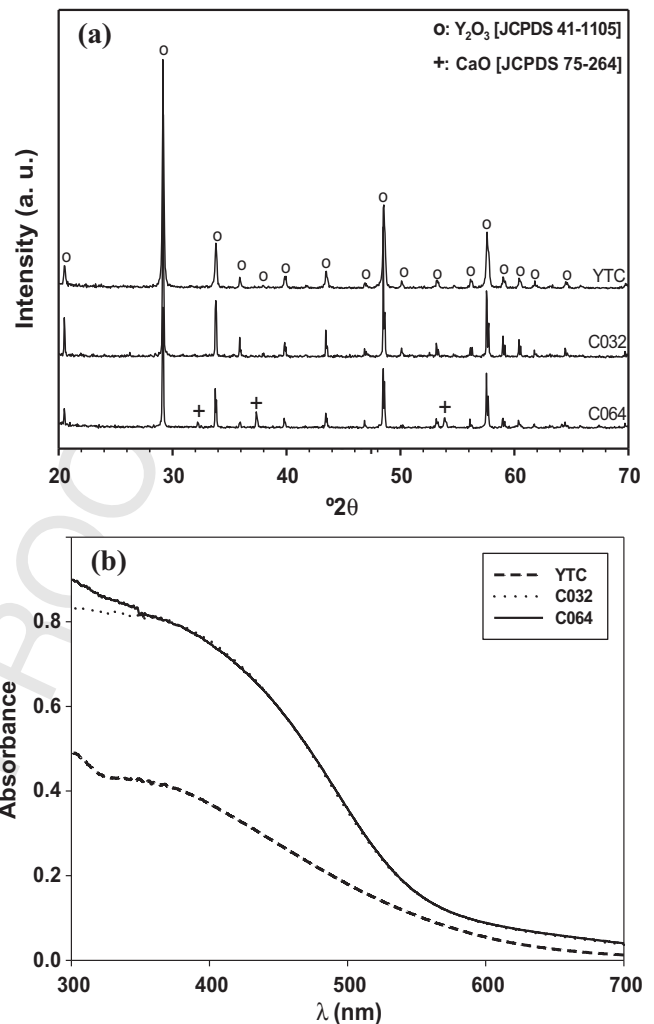 (a)
o: Y₂O₃ [JCPDS 41-1105]
+: CaO [JCPDS 75-264]
Intensity (a. u.)
YTC
C032
C064
20 30 40 50 60 70
º2θ
(b)
YTC
C032
C064
Absorbance
0.8
0.6
0.4
0.2
0.0
300 400 500 600 700
λ (nm)
ROO